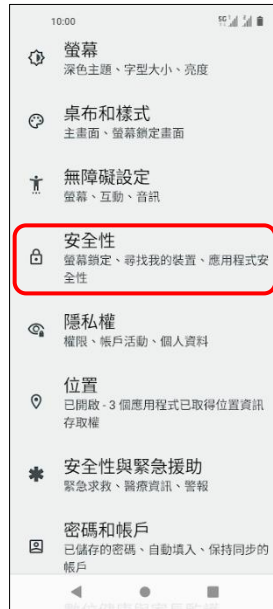 10:00
5G
螢幕
深色主題、字型大小、亮度
桌布和樣式
主畫面、螢幕鎖定畫面
無障礙設定
螢幕、互動、音訊
安全性
螢幕鎖定、尋找我的裝置、應用程式安
全性
隱私權
權限、帳戶活動、個人資料
位置
已開啟 - 3 個應用程式已取得位置資訊
存取權
安全性與緊急援助
緊急求救、醫療資訊、警報
密碼和帳戶
已儲存的密碼、自動填入、保持同步的
帳戶